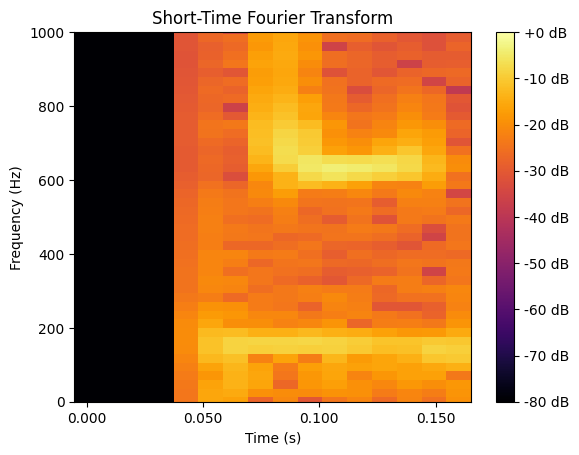 Short-Time Fourier Transform
1000
800
600
400
200
0
Frequency (Hz)
0.000
0.050
0.100
0.150
Time (s)
+0 dB
-10 dB
-20 dB
-30 dB
-40 dB
-50 dB
-60 dB
-70 dB
-80 dB